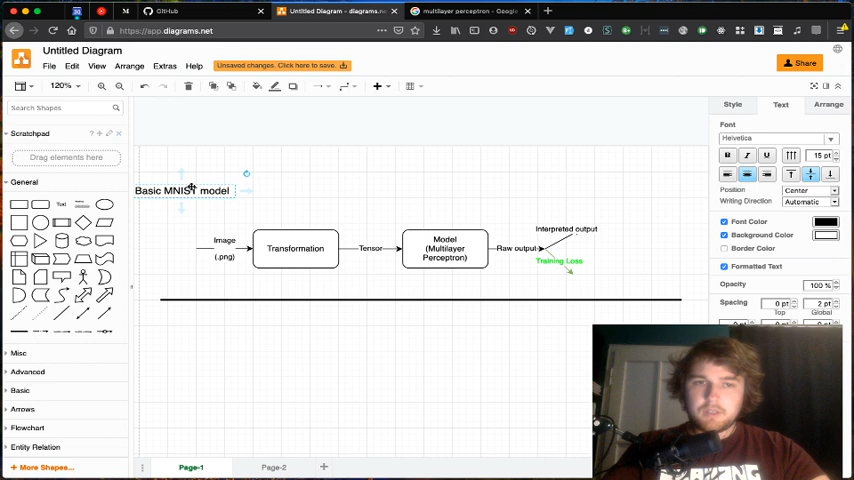 GitHub
Untitled Diagram - diagrams.net
multilayer perceptron - Google
https://app.diagrams.net
Untitled Diagram
File Edit View Arrange Extras Help
Unsaved changes. Click here to save.
Share
120%
Search Shapes
Scratchpad
Drag elements here
General
Text
Misc
Advanced
Basic
Arrows
Flowchart
Entity Relation
+ More Shapes...
Basic MNIST model
Image
(.png)
Transformation
Tensor
Model
(Multilayer
Perceptron)
Raw output
Interpreted output
Training Loss
Page-1
Page-2
Style Text Arrange
Font
Helvetica
B I U
15 pt
Position
Center
Writing Direction
Automatic
Font Color
Background Color
Border Color
Formatted Text
Opacity
100 %
Spacing
0 pt
2 pt
Top
Global